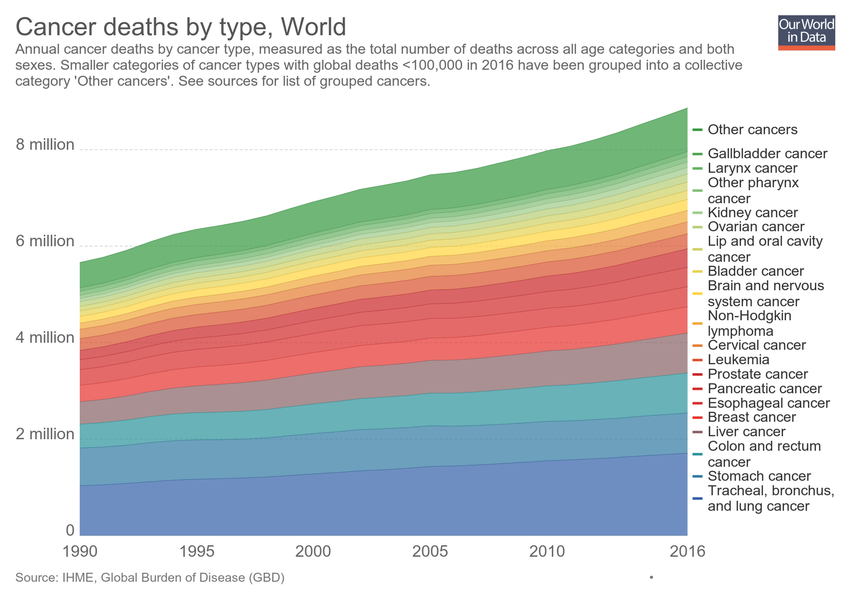 Cancer deaths by type, World
Our World
in Data
Annual cancer deaths by cancer type, measured as the total number of deaths across all age categories and both
sexes. Smaller categories of cancer types with global deaths <100,000 in 2016 have been grouped into a collective
category 'Other cancers'. See sources for list of grouped cancers.
8 million
6 million
4 million
2 million
0
1990
1995
2000
2005
2010
2016
Other cancers
Gallbladder cancer
Larynx cancer
Other pharynx
cancer
Kidney cancer
Ovarian cancer
Lip and oral cavity
cancer
Bladder cancer
Brain and nervous
system cancer
Non-Hodgkin
lymphoma
Cervical cancer
Leukemia
Prostate cancer
Pancreatic cancer
Esophageal cancer
Breast cancer
Liver cancer
Colon and rectum
cancer
Stomach cancer
Tracheal, bronchus,
and lung cancer
Source: IHME, Global Burden of Disease (GBD)
•